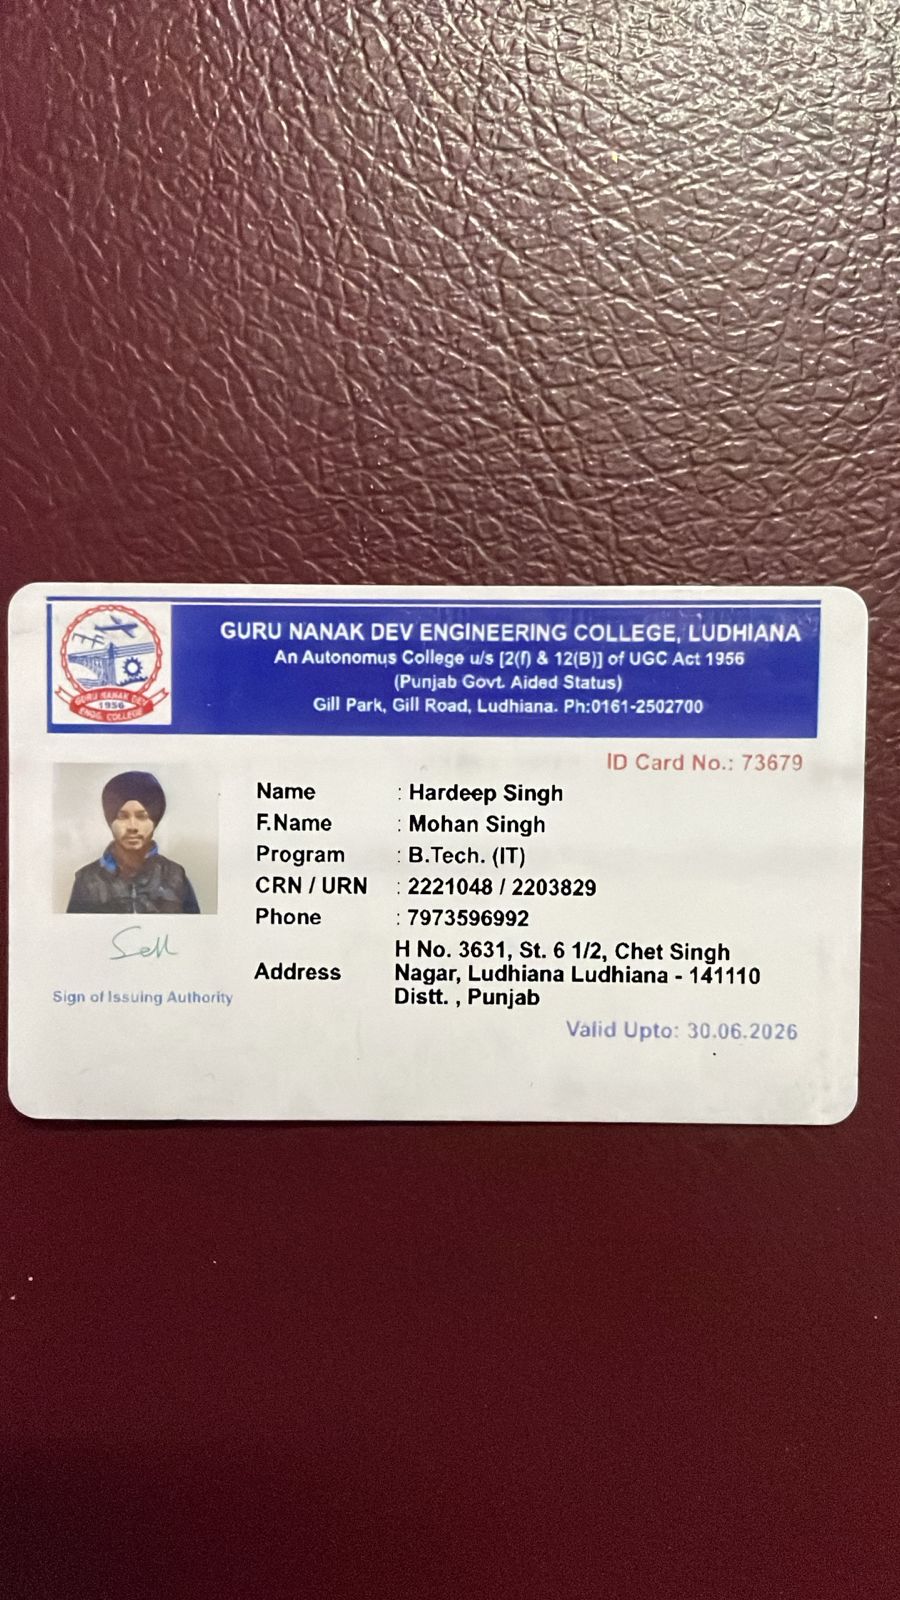 GURU NANAK DEV ENGINEERING COLLEGE, LUDHIANA
An Autonomus College u/s [2(f) & 12(B)] of UGC Act 1956
(Punjab Govt. Aided Status)
Gill Park, Gill Road, Ludhiana. Ph:0161-2502700
GURU NANAK DEV
1956
ENGG. COLLEGE
ID Card No.: 73679
Name : Hardeep Singh
F.Name : Mohan Singh
Program : B.Tech. (IT)
CRN / URN : 2221048 / 2203829
Phone : 7973596992
Address H No. 3631, St. 6 1/2, Chet Singh
Nagar, Ludhiana Ludhiana - 141110
Distt. , Punjab
Sign of Issuing Authority
Valid Upto: 30.06.2026